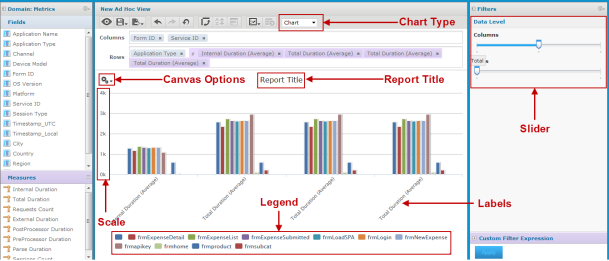 Domain: Metrics
Fields
Application Name
Application Type
Channel
Device Model
Form ID
OS Version
Platform
Service ID
Session Type
Timestamp_UTC
Timestamp_Local
City
Country
Region
Measures
Internal Duration
Total Duration
Requests Count
External Duration
PostProcessor Duration
PreProcessor Duration
Parse Duration
Sessions Count
New Ad Hoc View
Chart
Chart Type
Columns
Form ID
Service ID
Rows
Application Type
Internal Duration (Average)
Total Duration (Average)
Total Duration (Average)
Total Duration (Average)
Canvas Options
Report Title
Report Title
4k
3k
2k
1k
0k
Internal Duration (Average)
Total Duration (Average)
Total Duration (Average)
Total Duration (Average)
Scale
Legend
Labels
frmExpenseDetail
frmExpenseList
frmExpenseSubmitted
frmLoadSPA
frmLogin
frmNewExpense
frmapikey
frmhome
frmproduct
frmsubcat
Filters
Data Level
Columns
Total
Slider
Custom Filter Expression